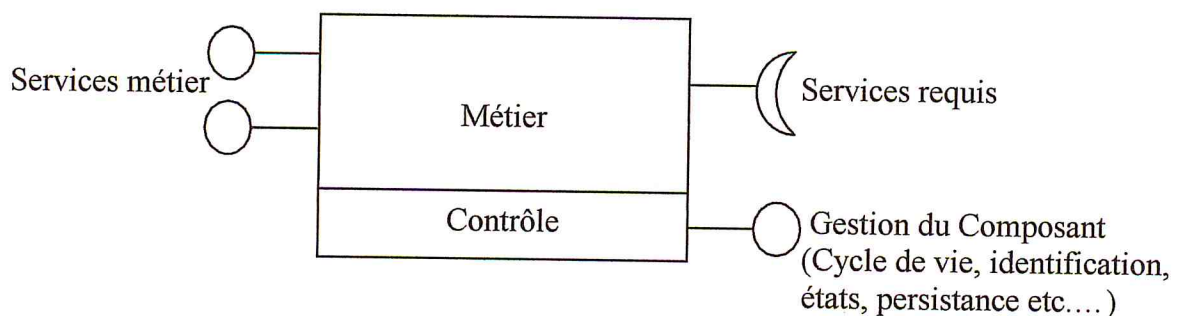 Services métier
Métier
Services requis
Contrôle
Gestion du Composant
(Cycle de vie, identification,
états, persistance etc.…)